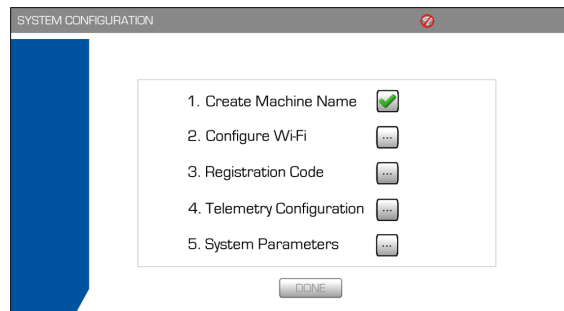 SYSTEM CONFIGURATION
1. Create Machine Name
2. Configure Wi-Fi
...
3. Registration Code
...
4. Telemetry Configuration
...
5. System Parameters
...
DONE